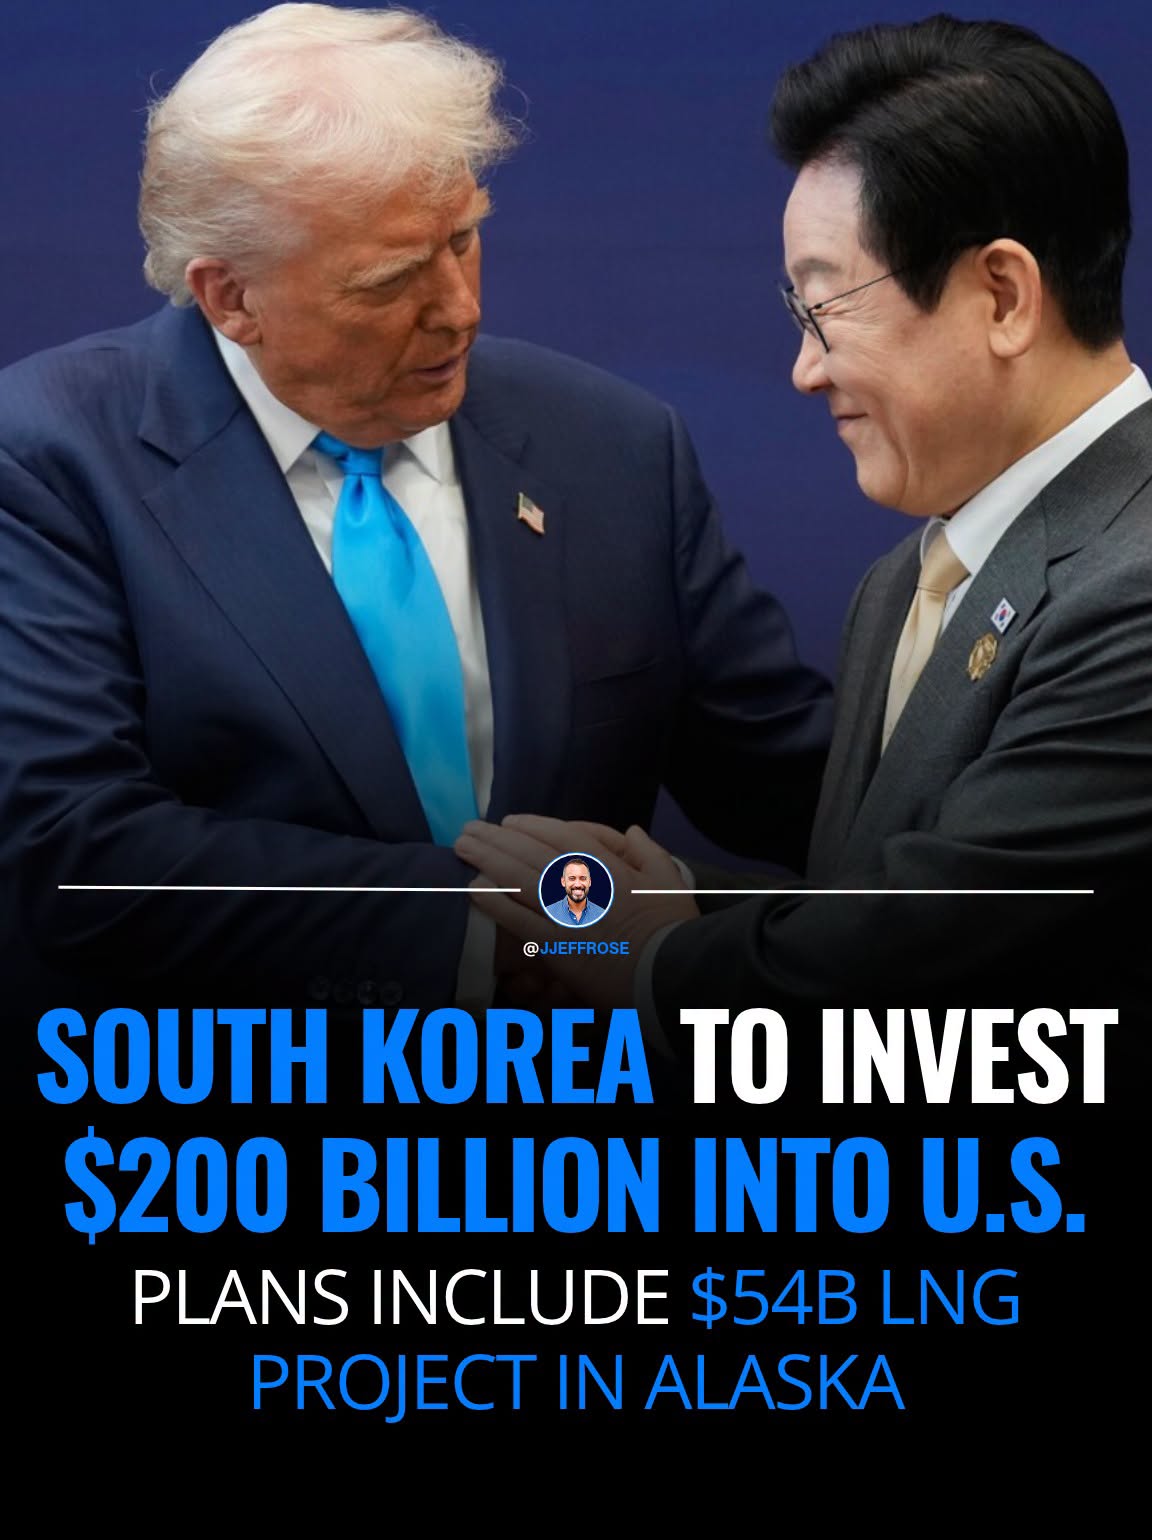 @JJEFFROSE
SOUTH KOREA TO INVEST
$200 BILLION INTO U.S.
PLANS INCLUDE $54B LNG
PROJECT IN ALASKA